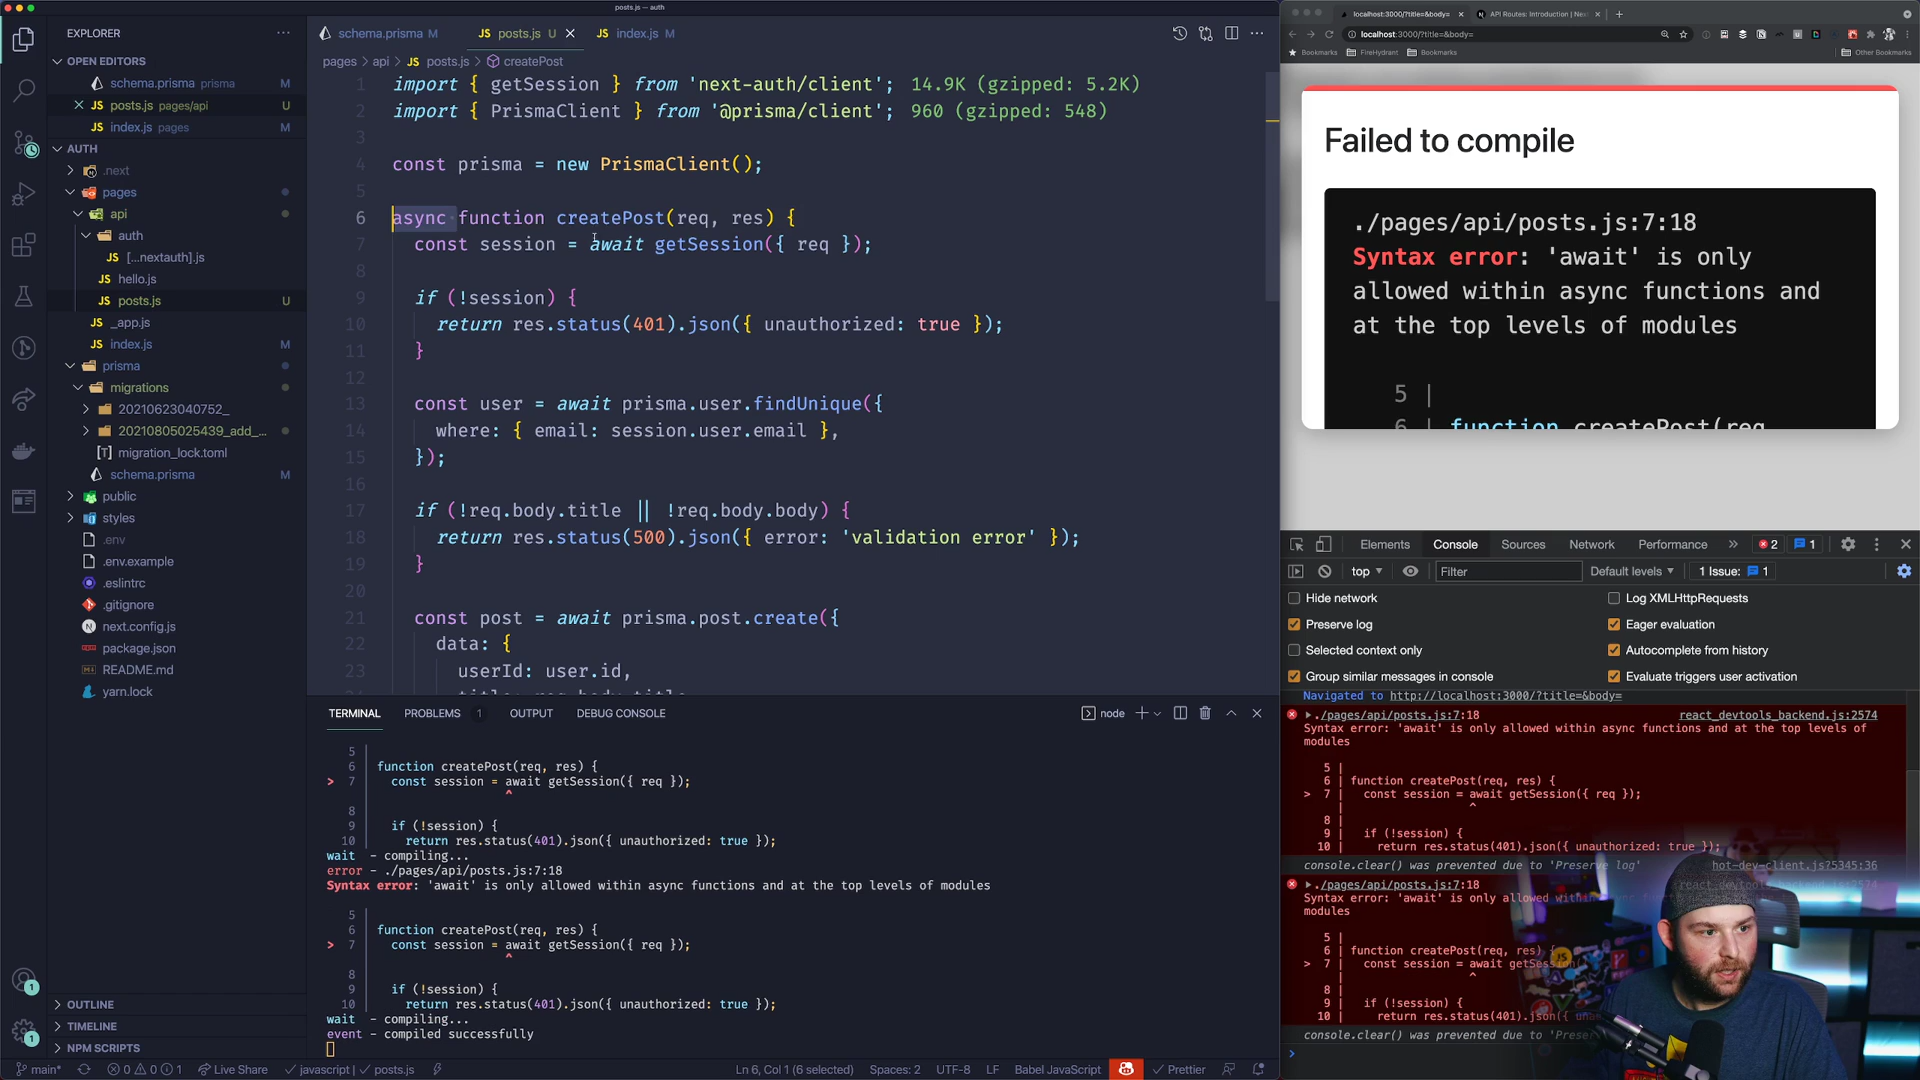 posts.js — auth
EXPLORER
OPEN EDITORS
schema.prisma prisma M
posts.js pages/api U
index.js pages M
AUTH
.next
pages
api
auth
[...nextauth].js
hello.js
posts.js U
_app.js
index.js
prisma
migrations
20210623040752_
20210805025439_add_...
migration_lock.toml
schema.prisma M
public
styles
.env
.env.example
.eslintrc
.gitignore
next.config.js
package.json
README.md
yarn.lock
OUTLINE
TIMELINE
NPM SCRIPTS
schema.prisma M
posts.js U
index.js M
pages > api > posts.js > createPost
1 import { getSession } from 'next-auth/client'; 14.9K (gzipped: 5.2K)
2 import { PrismaClient } from '@prisma/client'; 960 (gzipped: 548)
3
4 const prisma = new PrismaClient();
5
6 async function createPost(req, res) {
7 const session = await getSession({ req });
8
9 if (!session) {
10 return res.status(401).json({ unauthorized: true });
11 }
12
13 const user = await prisma.user.findUnique({
14 where: { email: session.user.email },
15 });
16
17 if (!req.body.title || !req.body.body) {
18 return res.status(500).json({ error: 'validation error' });
19 }
20
21 const post = await prisma.post.create({
22 data: {
23 userId: user.id,
TERMINAL
PROBLEMS 1
OUTPUT
DEBUG CONSOLE
node
5
6 function createPost(req, res) {
> 7 const session = await getSession({ req });
^
8
9 if (!session) {
10 return res.status(401).json({ unauthorized: true });
wait - compiling...
error - ./pages/api/posts.js:7:18
Syntax error: 'await' is only allowed within async functions and at the top levels of modules
5
6 function createPost(req, res) {
> 7 const session = await getSession({ req });
^
8
9 if (!session) {
10 return res.status(401).json({ unauthorized: true });
wait - compiling...
event - compiled successfully
main* 0 0 1 Live Share javascript | posts.js Ln 6, Col 1 (6 selected) Spaces: 2 UTF-8 LF Babel JavaScript Prettier
localhost:3000/?title=&body=
API Routes: Introduction | Nex
localhost:3000/?title=&body=
Bookmarks FireHydrant Bookmarks Other Bookmarks
Failed to compile
./pages/api/posts.js:7:18
Syntax error: 'await' is only
allowed within async functions and
at the top levels of modules
5 |
6 | function createPost(req,
Elements Console Sources Network Performance » 2 1
top Filter Default levels 1 Issue: 1
Hide network
Log XMLHttpRequests
Preserve log
Eager evaluation
Selected context only
Autocomplete from history
Group similar messages in console
Evaluate triggers user activation
Navigated to http://localhost:3000/?title=&body=
./pages/api/posts.js:7:18 react_devtools_backend.js:2574
Syntax error: 'await' is only allowed within async functions and at the top levels of
modules
5 |
6 | function createPost(req, res) {
> 7 | const session = await getSession({ req });
| ^
8 |
9 | if (!session) {
10 | return res.status(401).json({ unauthorized: true });
console.clear() was prevented due to 'Preserve log' hot-dev-client.js?5345:36
./pages/api/posts.js:7:18 react_devtools_backend.js:2574
Syntax error: 'await' is only allowed within
modules
5 |
6 | function createPost(req, res) {
> 7 | const session = await getSession(
| ^
8 |
9 | if (!session) {
10 | return res.status(401).json({
console.clear() was prevented due to 'Preser